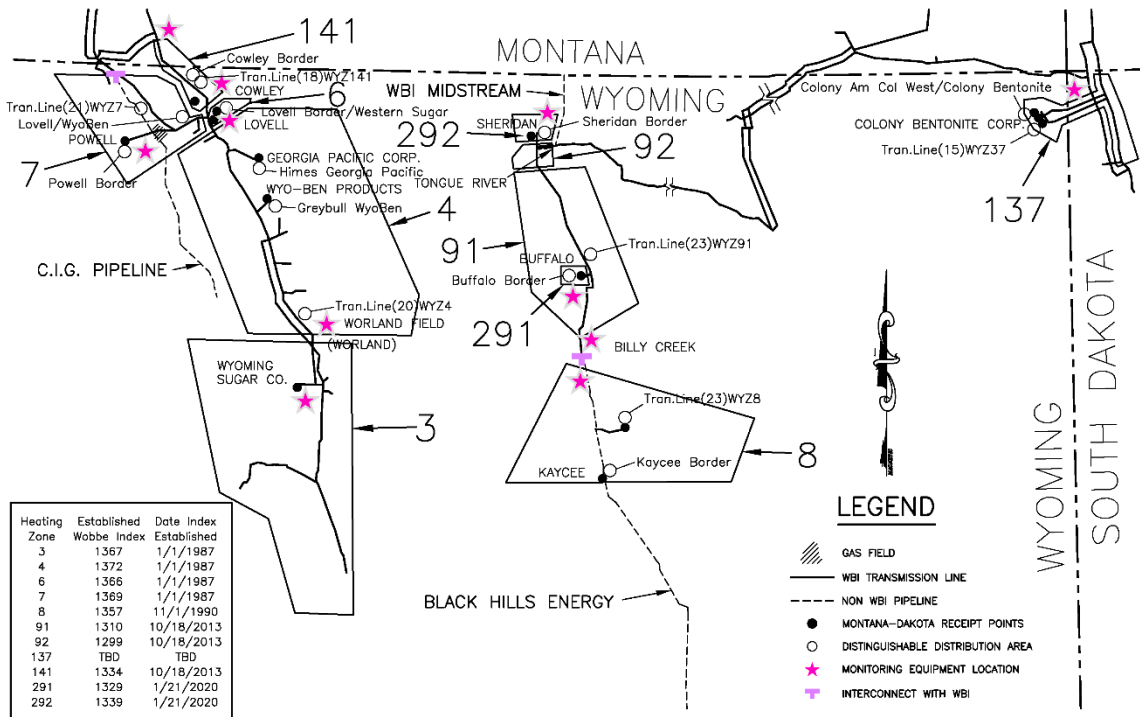 141
MONTANA
Cowley Border
Tran.Line(18)WYZ141
COWLEY
6
WBI MIDSTREAM
WYOMING
Colony Am Col West/Colony Bentonite
Tran.Line(21)WYZ7
Lovell Border/Western Sugar
Lovell/WyoBen
LOVELL
SHERIDAN
Sheridan Border
COLONY BENTONITE CORP.
POWELL
292
92
Tran.Line(15)WYZ37
7
Powell Border
GEORGIA PACIFIC CORP.
Himes Georgia Pacific
TONGUE RIVER
WYO-BEN PRODUCTS
Greybull WyoBen
4
137
91
Tran.Line(23)WYZ91
C.I.G. PIPELINE
BUFFALO
Buffalo Border
Tran.Line(20)WYZ4
WORLAND FIELD
(WORLAND)
291
BILLY CREEK
WYOMING
SUGAR CO.
3
Tran.Line(23)WYZ8
8
Kaycee Border
KAYCEE
WYOMING
SOUTH DAKOTA
BLACK HILLS ENERGY
Heating Established Date Index
Zone Wobbe Index Established
3 1367 1/1/1987
4 1372 1/1/1987
6 1366 1/1/1987
7 1369 1/1/1987
8 1357 11/1/1990
91 1310 10/18/2013
92 1299 10/18/2013
137 TBD TBD
141 1334 10/18/2013
291 1329 1/21/2020
292 1339 1/21/2020
LEGEND
GAS FIELD
WBI TRANSMISSION LINE
NON WBI PIPELINE
MONTANA-DAKOTA RECEIPT POINTS
DISTINGUISHABLE DISTRIBUTION AREA
MONITORING EQUIPMENT LOCATION
INTERCONNECT WITH WBI